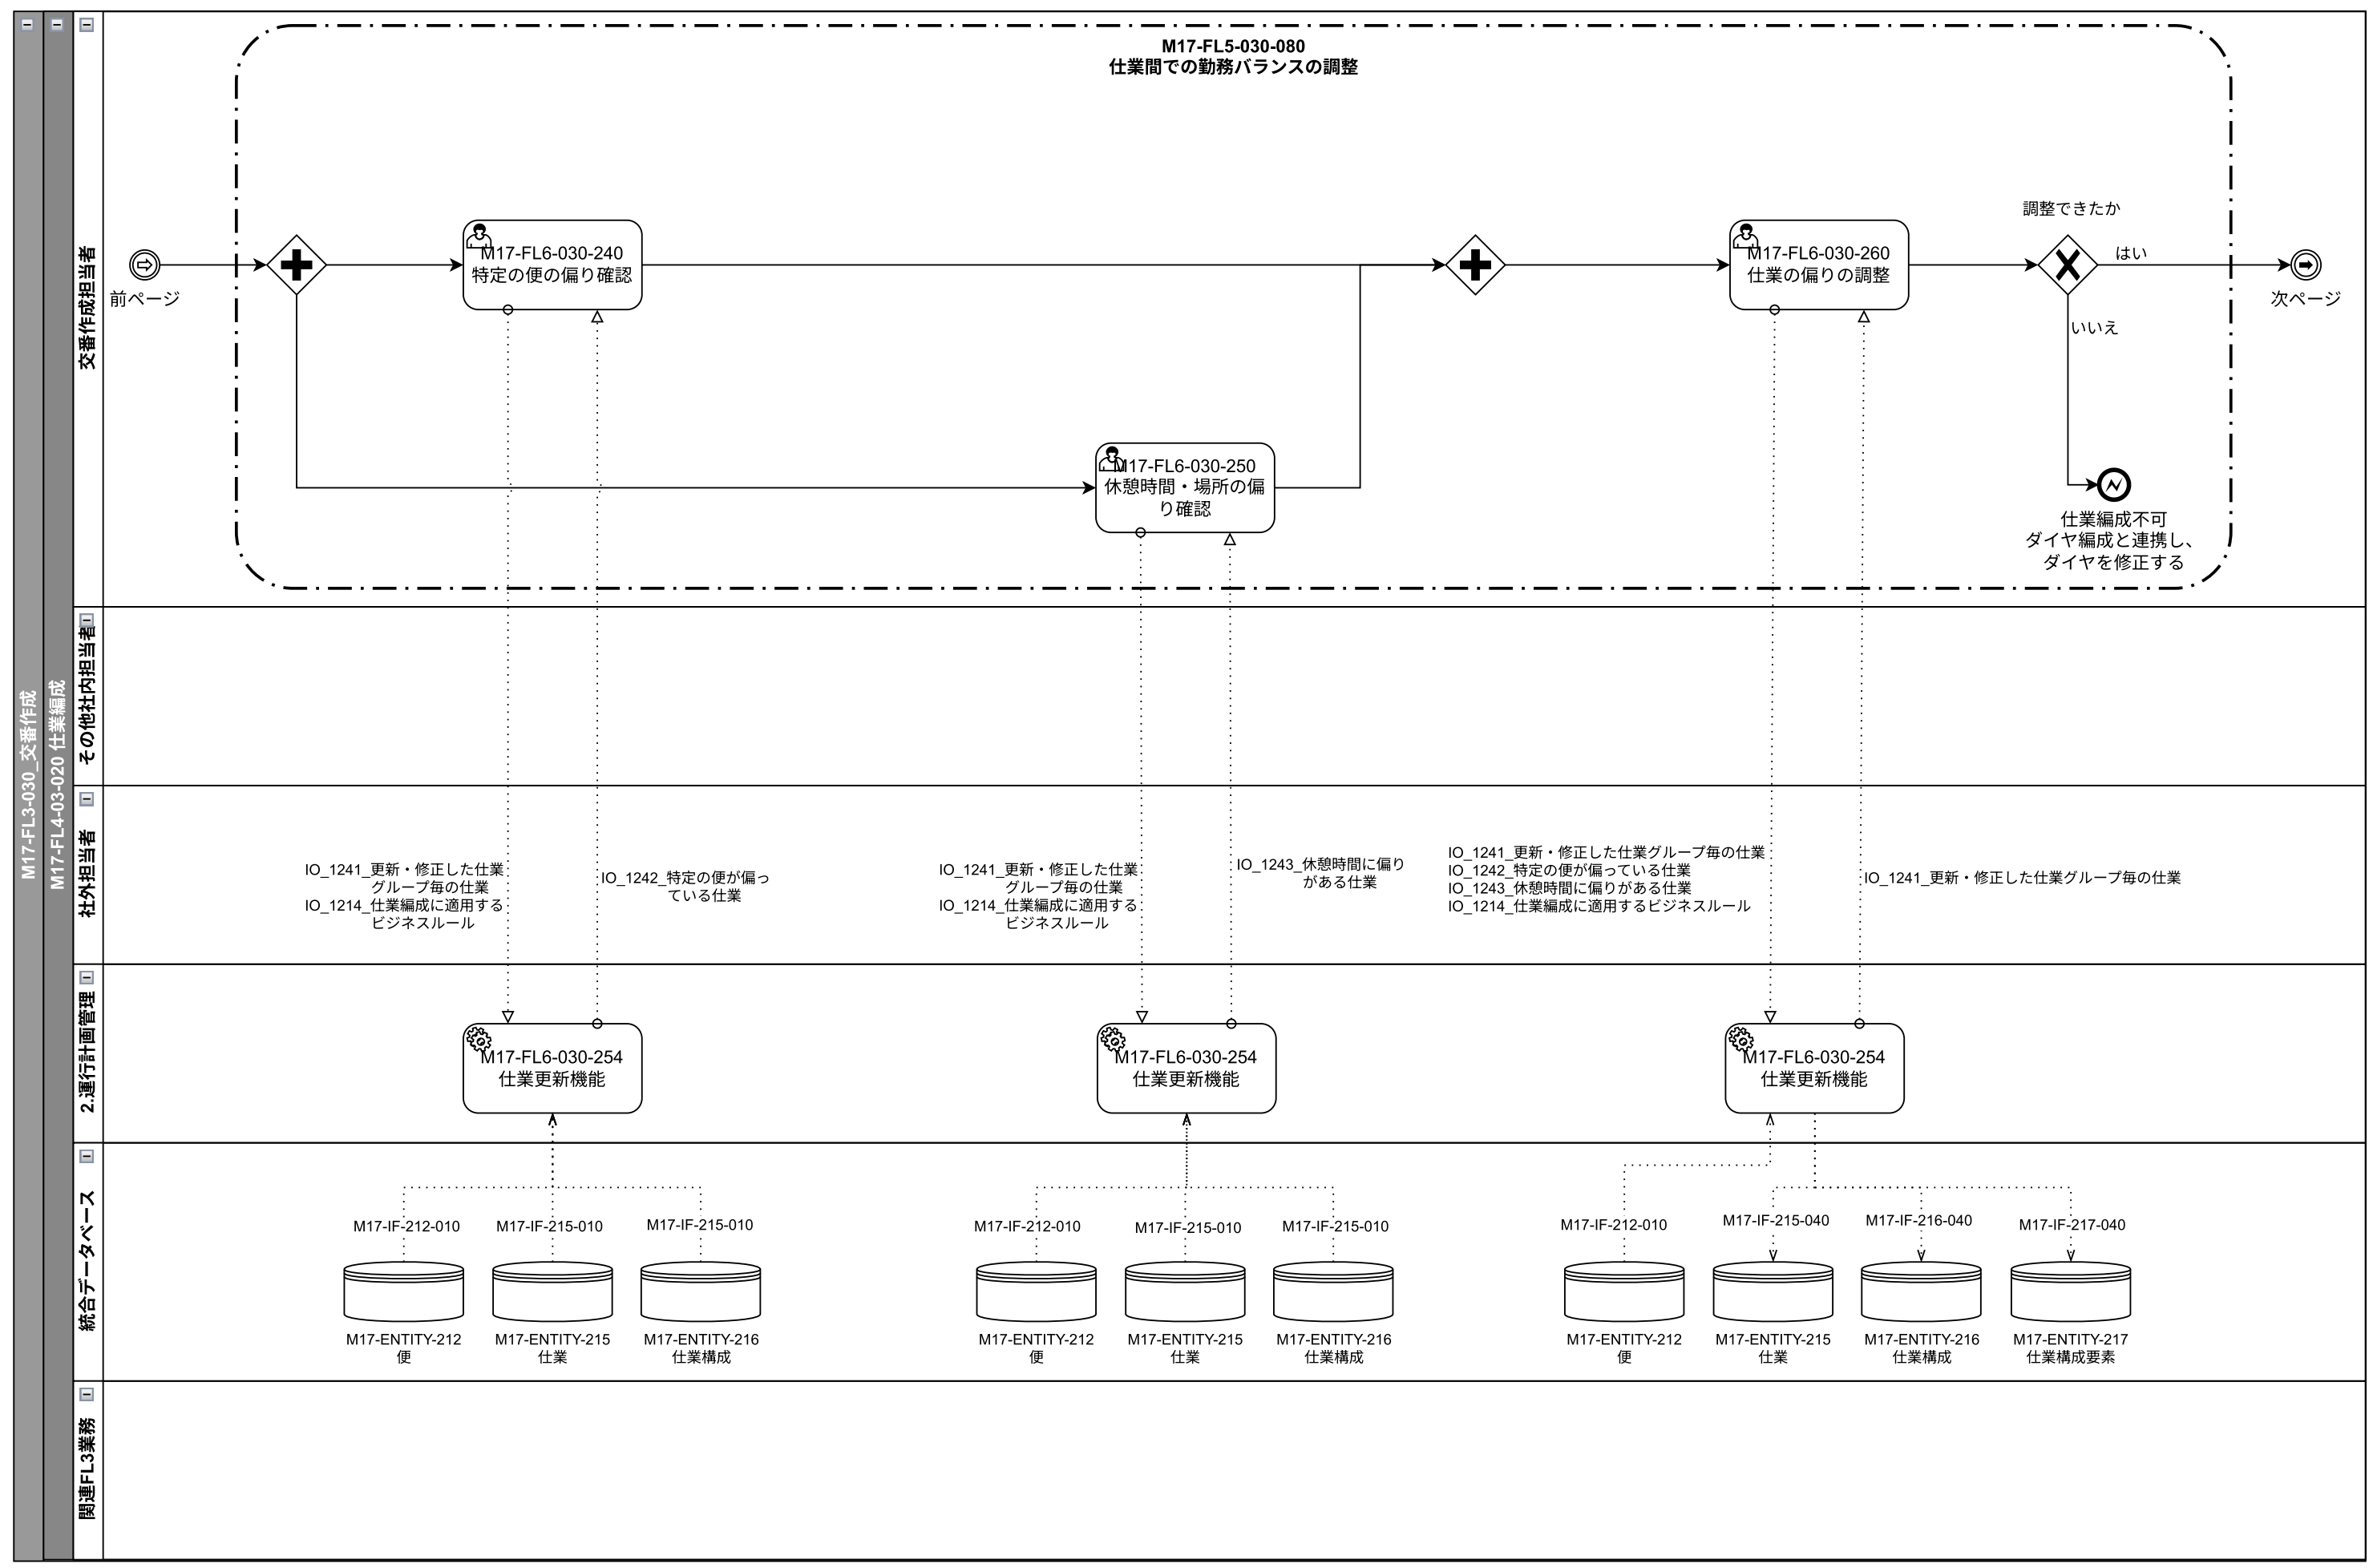 M17-FL3-030_交番作成
M17-FL4-03-020 仕業編成
交番作成担当者
M17-FL5-030-080
仕業間での勤務バランスの調整
前ページ
M17-FL6-030-240
特定の便の偏り確認
M17-FL6-030-250
休憩時間・場所の偏
り確認
M17-FL6-030-260
仕業の偏りの調整
調整できたか
はい
いいえ
次ページ
仕業編成不可
ダイヤ編成と連携し、
ダイヤを修正する
その他社内担当者
社外担当者
IO_1241_更新・修正した仕業
グループ毎の仕業
IO_1214_仕業編成に適用する
ビジネスルール
IO_1242_特定の便が偏っ
ている仕業
IO_1241_更新・修正した仕業
グループ毎の仕業
IO_1214_仕業編成に適用する
ビジネスルール
IO_1243_休憩時間に偏り
がある仕業
IO_1241_更新・修正した仕業グループ毎の仕業
IO_1242_特定の便が偏っている仕業
IO_1243_休憩時間に偏りがある仕業
IO_1214_仕業編成に適用するビジネスルール
IO_1241_更新・修正した仕業グループ毎の仕業
2.運行計画管理
M17-FL6-030-254
仕業更新機能
M17-FL6-030-254
仕業更新機能
M17-FL6-030-254
仕業更新機能
統合データベース
M17-IF-212-010
M17-IF-215-010
M17-IF-215-010
M17-IF-212-010
M17-IF-215-010
M17-IF-215-010
M17-IF-212-010
M17-IF-215-040
M17-IF-216-040
M17-IF-217-040
M17-ENTITY-212
便
M17-ENTITY-215
仕業
M17-ENTITY-216
仕業構成
M17-ENTITY-212
便
M17-ENTITY-215
仕業
M17-ENTITY-216
仕業構成
M17-ENTITY-212
便
M17-ENTITY-215
仕業
M17-ENTITY-216
仕業構成
M17-ENTITY-217
仕業構成要素
関連FL3業務